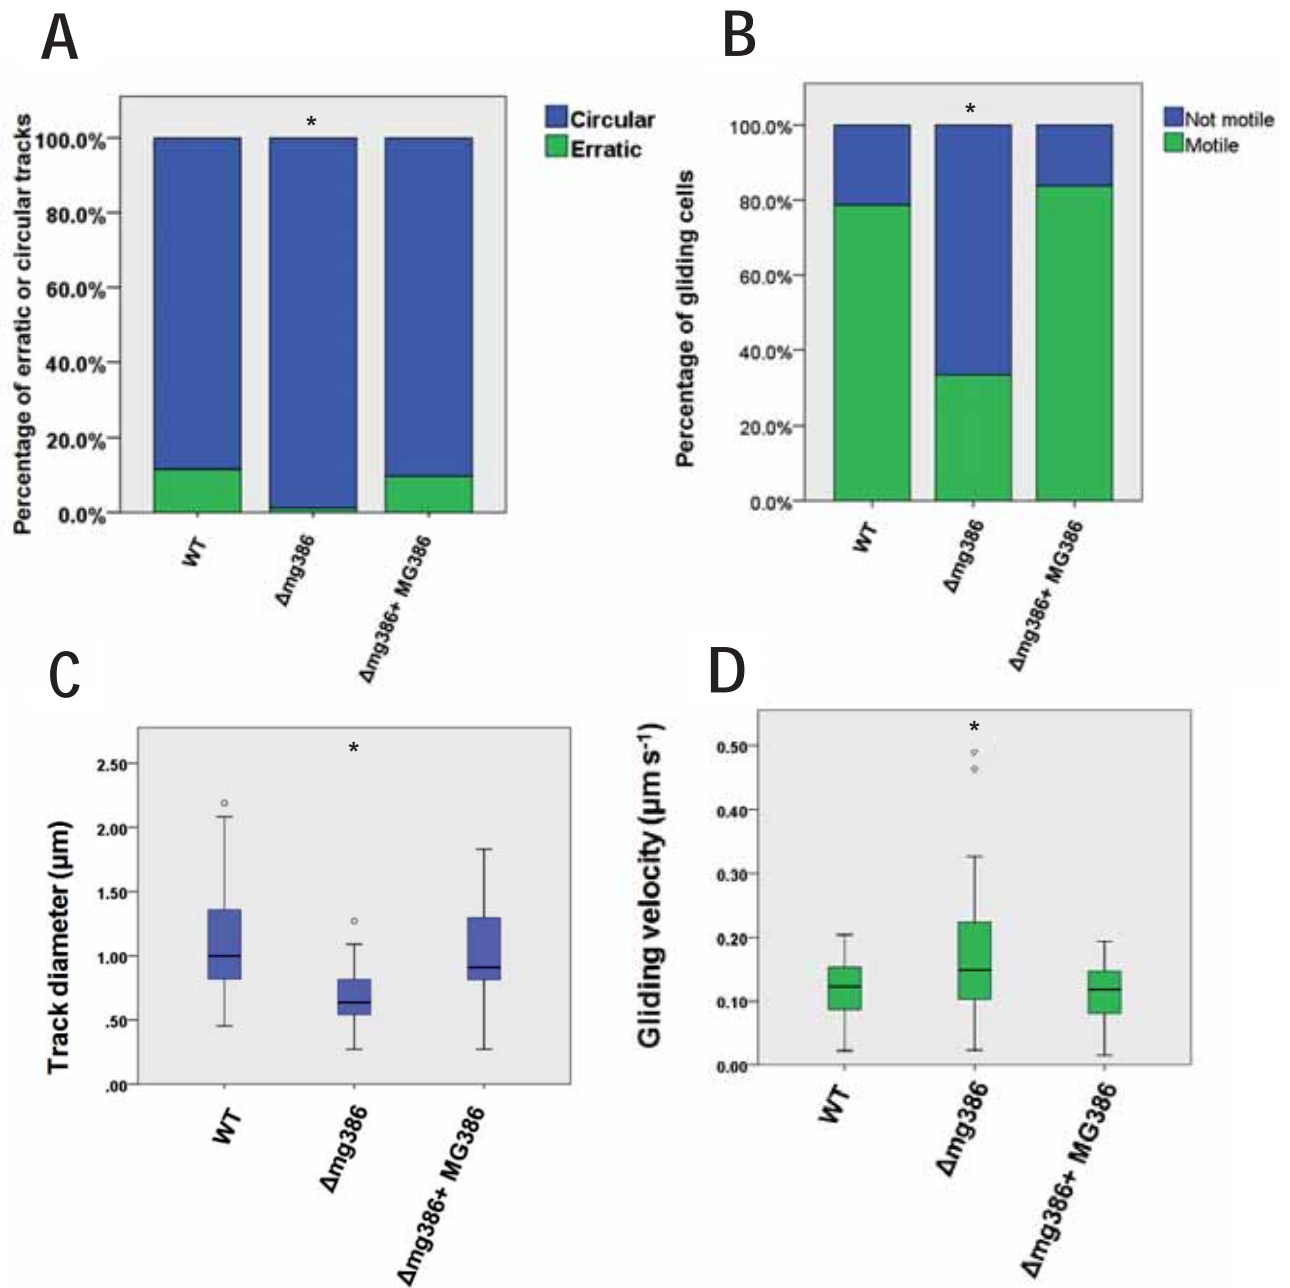 A
Percentage of erratic or circular tracks
100.0%
80.0%
60.0%
40.0%
20.0%
0.0%
*
WT
Δmg386
Δmg386+ MG386
Circular
Erratic
B
Percentage of gliding cells
100.0%
80.0%
60.0%
40.0%
20.0%
0.0%
*
WT
Δmg386
Δmg386+ MG386
Not motile
Motile
C
Track diameter (µm)
2.50
2.00
1.50
1.00
.50
.00
*
WT
Δmg386
Δmg386+ MG386
D
Gliding velocity (µm s⁻¹)
0.50
0.40
0.30
0.20
0.10
0.00
*
WT
Δmg386
Δmg386+ MG386